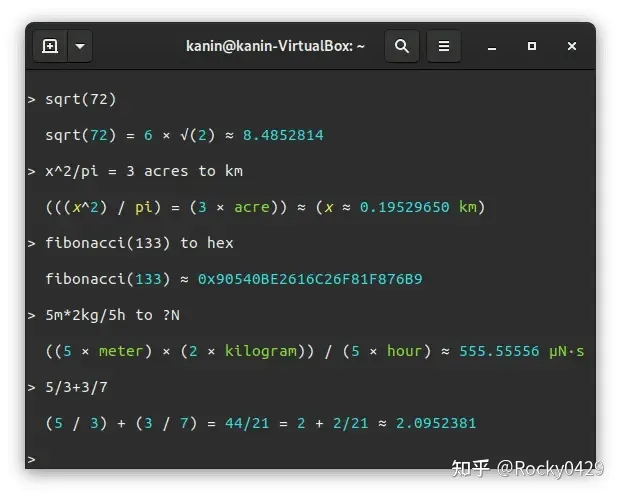 kanin@kanin-VirtualBox: ~
> sqrt(72)
sqrt(72) = 6 × √(2) ≈ 8.4852814
> x^2/pi = 3 acres to km
(((x^2) / pi) = (3 × acre)) ≈ (x ≈ 0.19529650 km)
> fibonacci(133) to hex
fibonacci(133) ≈ 0x90540BE2616C26F81F876B9
> 5m*2kg/5h to ?N
((5 × meter) × (2 × kilogram)) / (5 × hour) ≈ 555.55556 µN·s
> 5/3+3/7
(5 / 3) + (3 / 7) = 44/21 = 2 + 2/21 ≈ 2.0952381
>
知乎 @Rocky0429